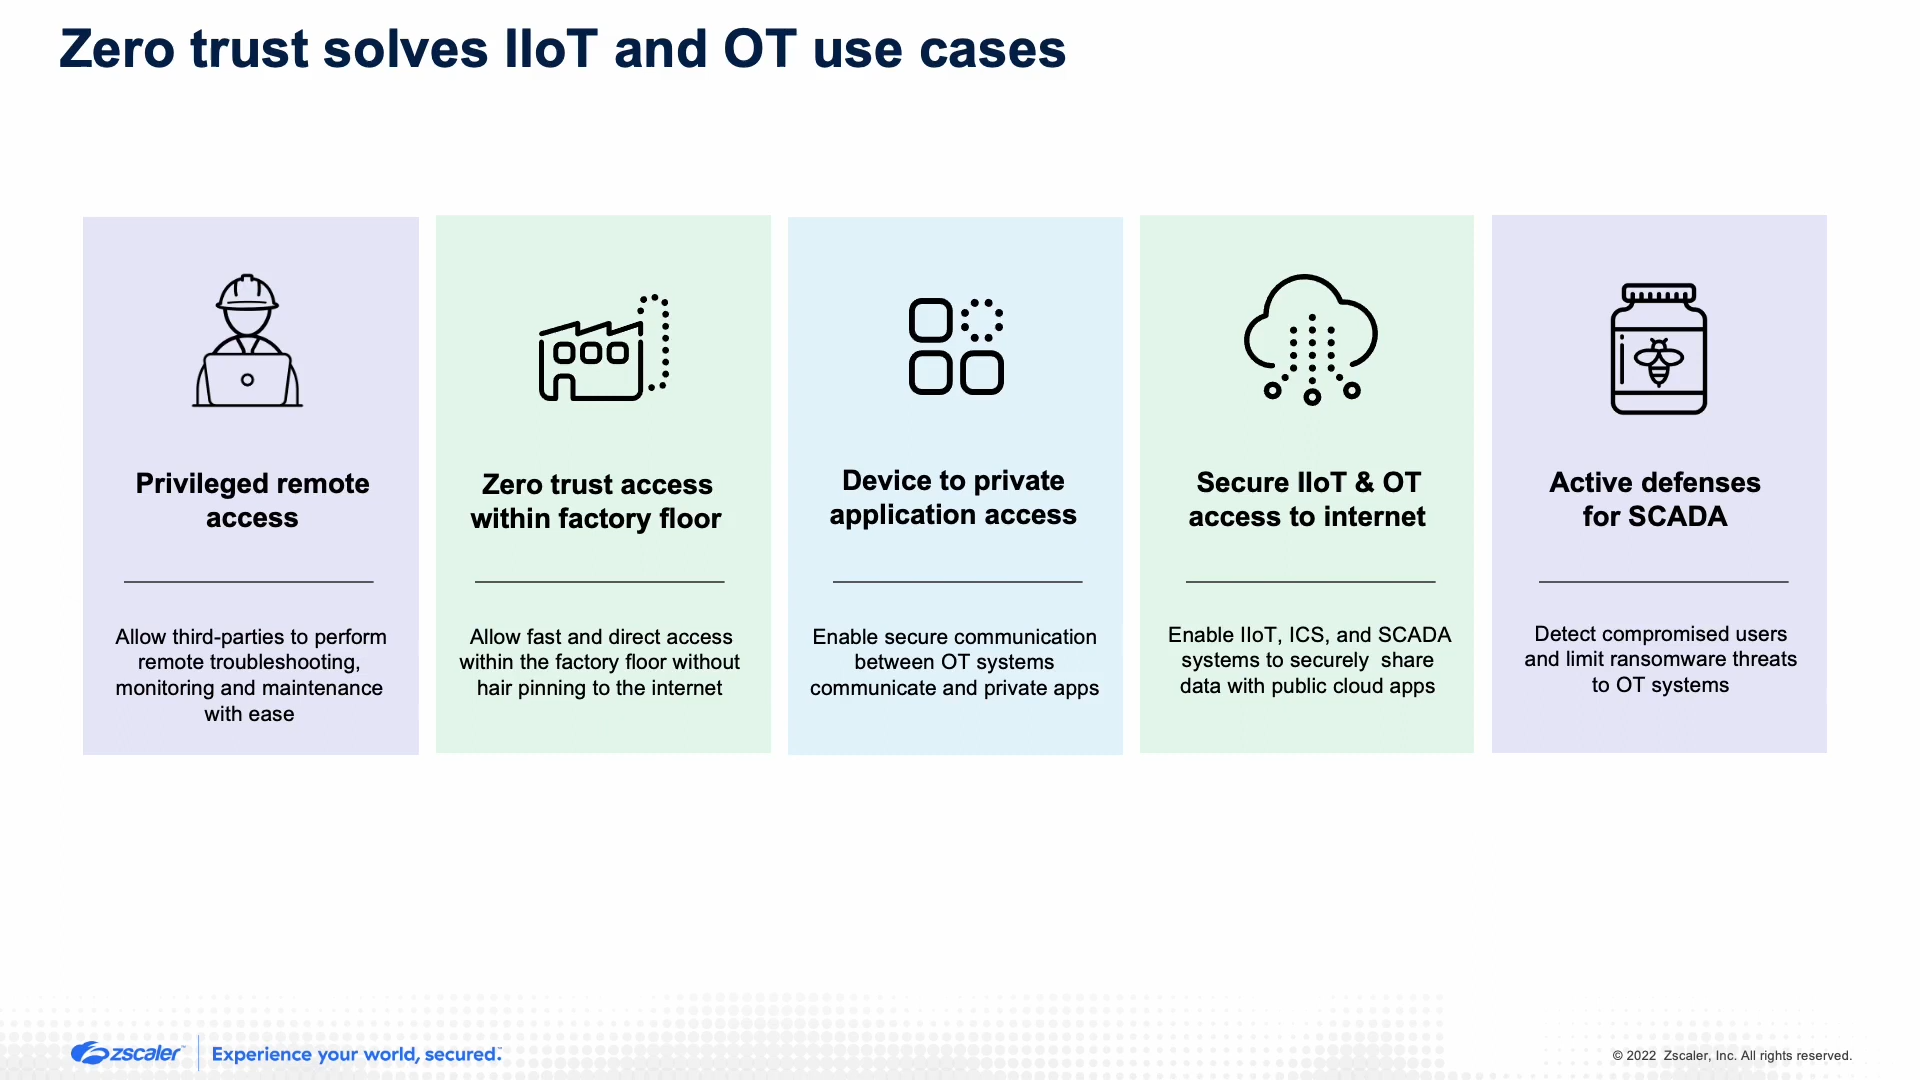 Zero trust solves IIoT and OT use cases
Privileged remote
access
Allow third-parties to perform
remote troubleshooting,
monitoring and maintenance
with ease
Zero trust access
within factory floor
Allow fast and direct access
within the factory floor without
hair pinning to the internet
Device to private
application access
Enable secure communication
between OT systems
communicate and private apps
Secure IIoT & OT
access to internet
Enable IIoT, ICS, and SCADA
systems to securely  share
data with public cloud apps
Active defenses
for SCADA
Detect compromised users
and limit ransomware threats
to OT systems
zscaler™
Experience your world, secured.™
© 2022  Zscaler, Inc. All rights reserved.